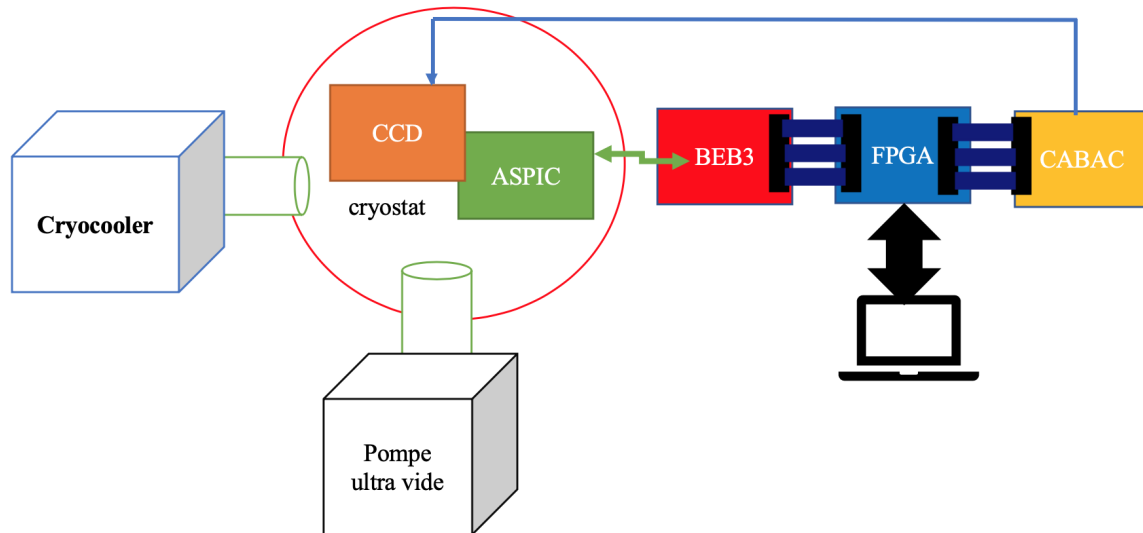 CCD
BEB3
FPGA
CABAC
ASPIC
cryostat
Cryocooler
Pompe
ultra vide